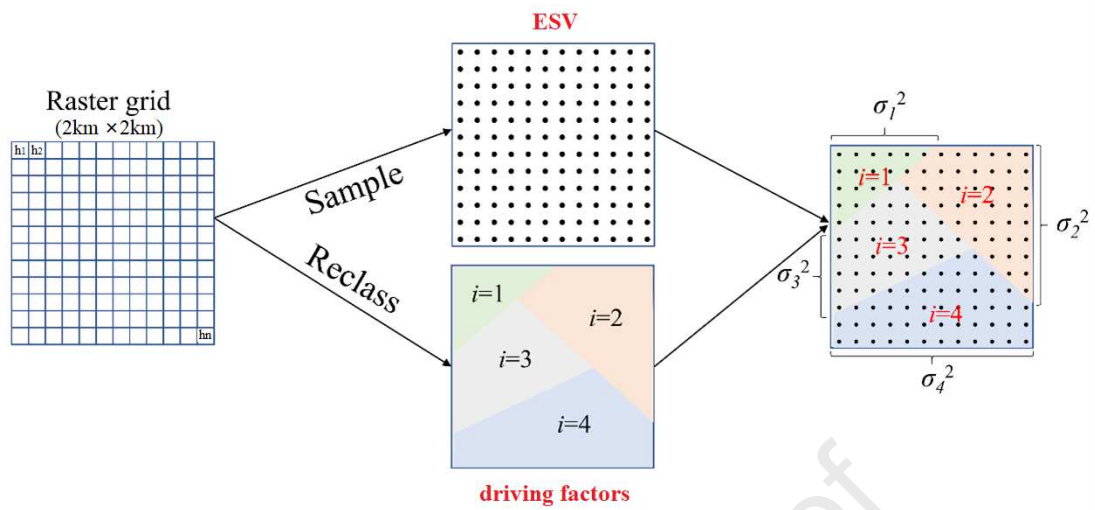 ESV
Raster grid
(2km ×2km)
h1 h2
hn
Sample
Reclass
i=1
i=2
i=3
i=4
driving factors
σ1²
i=1
i=2
σ2²
i=3
σ3²
i=4
σ4²
of